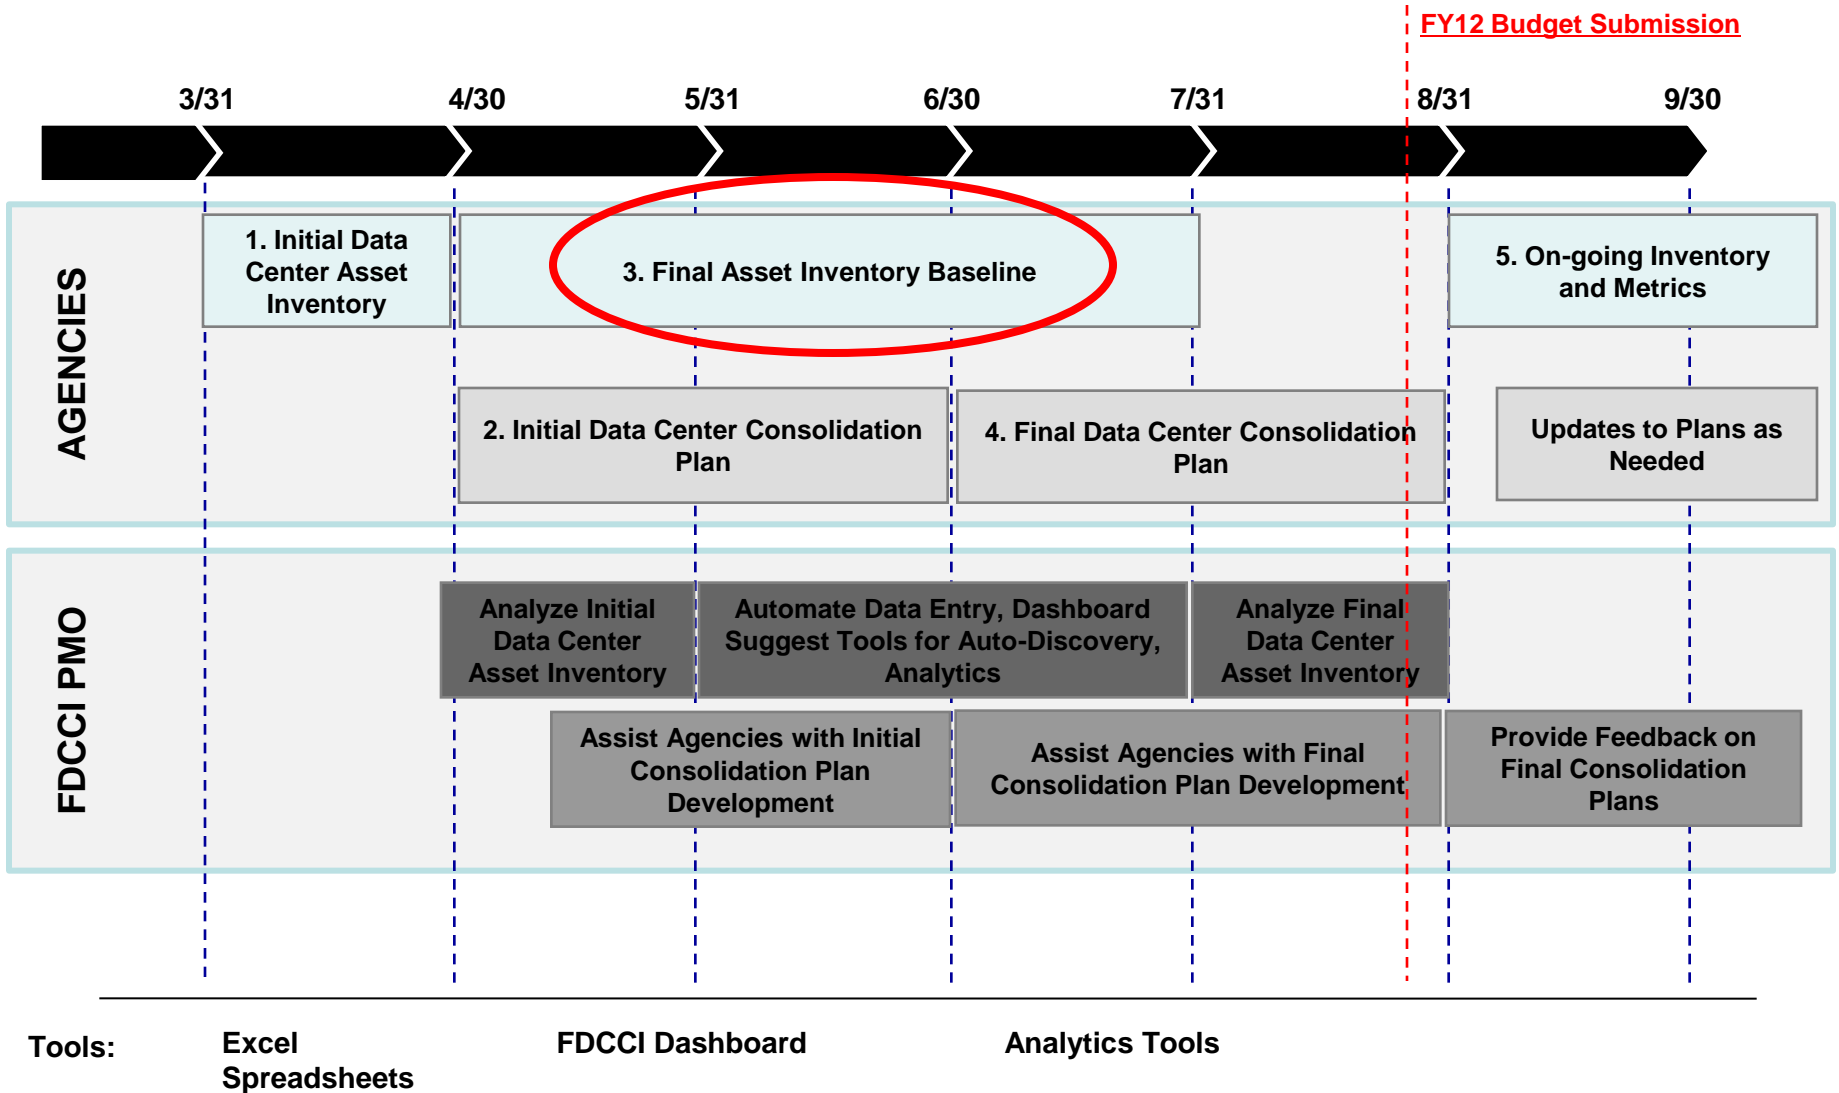 FY12 Budget Submission
3/31
4/30
5/31
6/30
7/31
8/31
9/30
AGENCIES
1. Initial Data
Center Asset
Inventory
3. Final Asset Inventory Baseline
5. On-going Inventory
and Metrics
2. Initial Data Center Consolidation
Plan
4. Final Data Center Consolidation
Plan
Updates to Plans as
Needed
FDCCI PMO
Analyze Initial
Data Center
Asset Inventory
Automate Data Entry, Dashboard
Suggest Tools for Auto-Discovery,
Analytics
Analyze Final
Data Center
Asset Inventory
Assist Agencies with Initial
Consolidation Plan
Development
Assist Agencies with Final
Consolidation Plan Development
Provide Feedback on
Final Consolidation
Plans
Tools:
Excel
Spreadsheets
FDCCI Dashboard
Analytics Tools